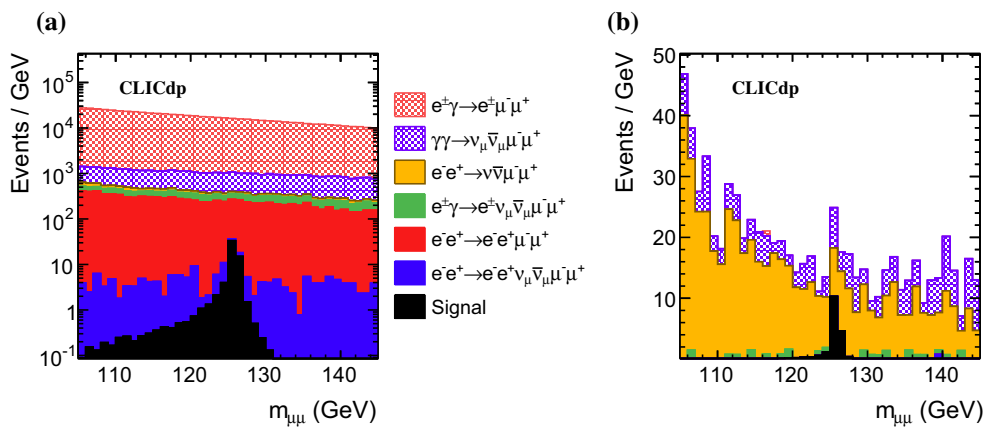 (a)
Events / GeV
10⁵
10⁴
10³
10²
10
1
10⁻¹
CLICdp
110 120 130 140
m_μμ (GeV)
e±γ→e±μ⁻μ⁺
γγ→ν_μν̄_μμ⁻μ⁺
e⁻e⁺→νν̄μ⁻μ⁺
e±γ→e±ν_μν̄_μμ⁻μ⁺
e⁻e⁺→e⁻e⁺μ⁻μ⁺
e⁻e⁺→e⁻e⁺ν_μν̄_μμ⁻μ⁺
Signal
(b)
Events / GeV
50
40
30
20
10
CLICdp
110 120 130 140
m_μμ (GeV)